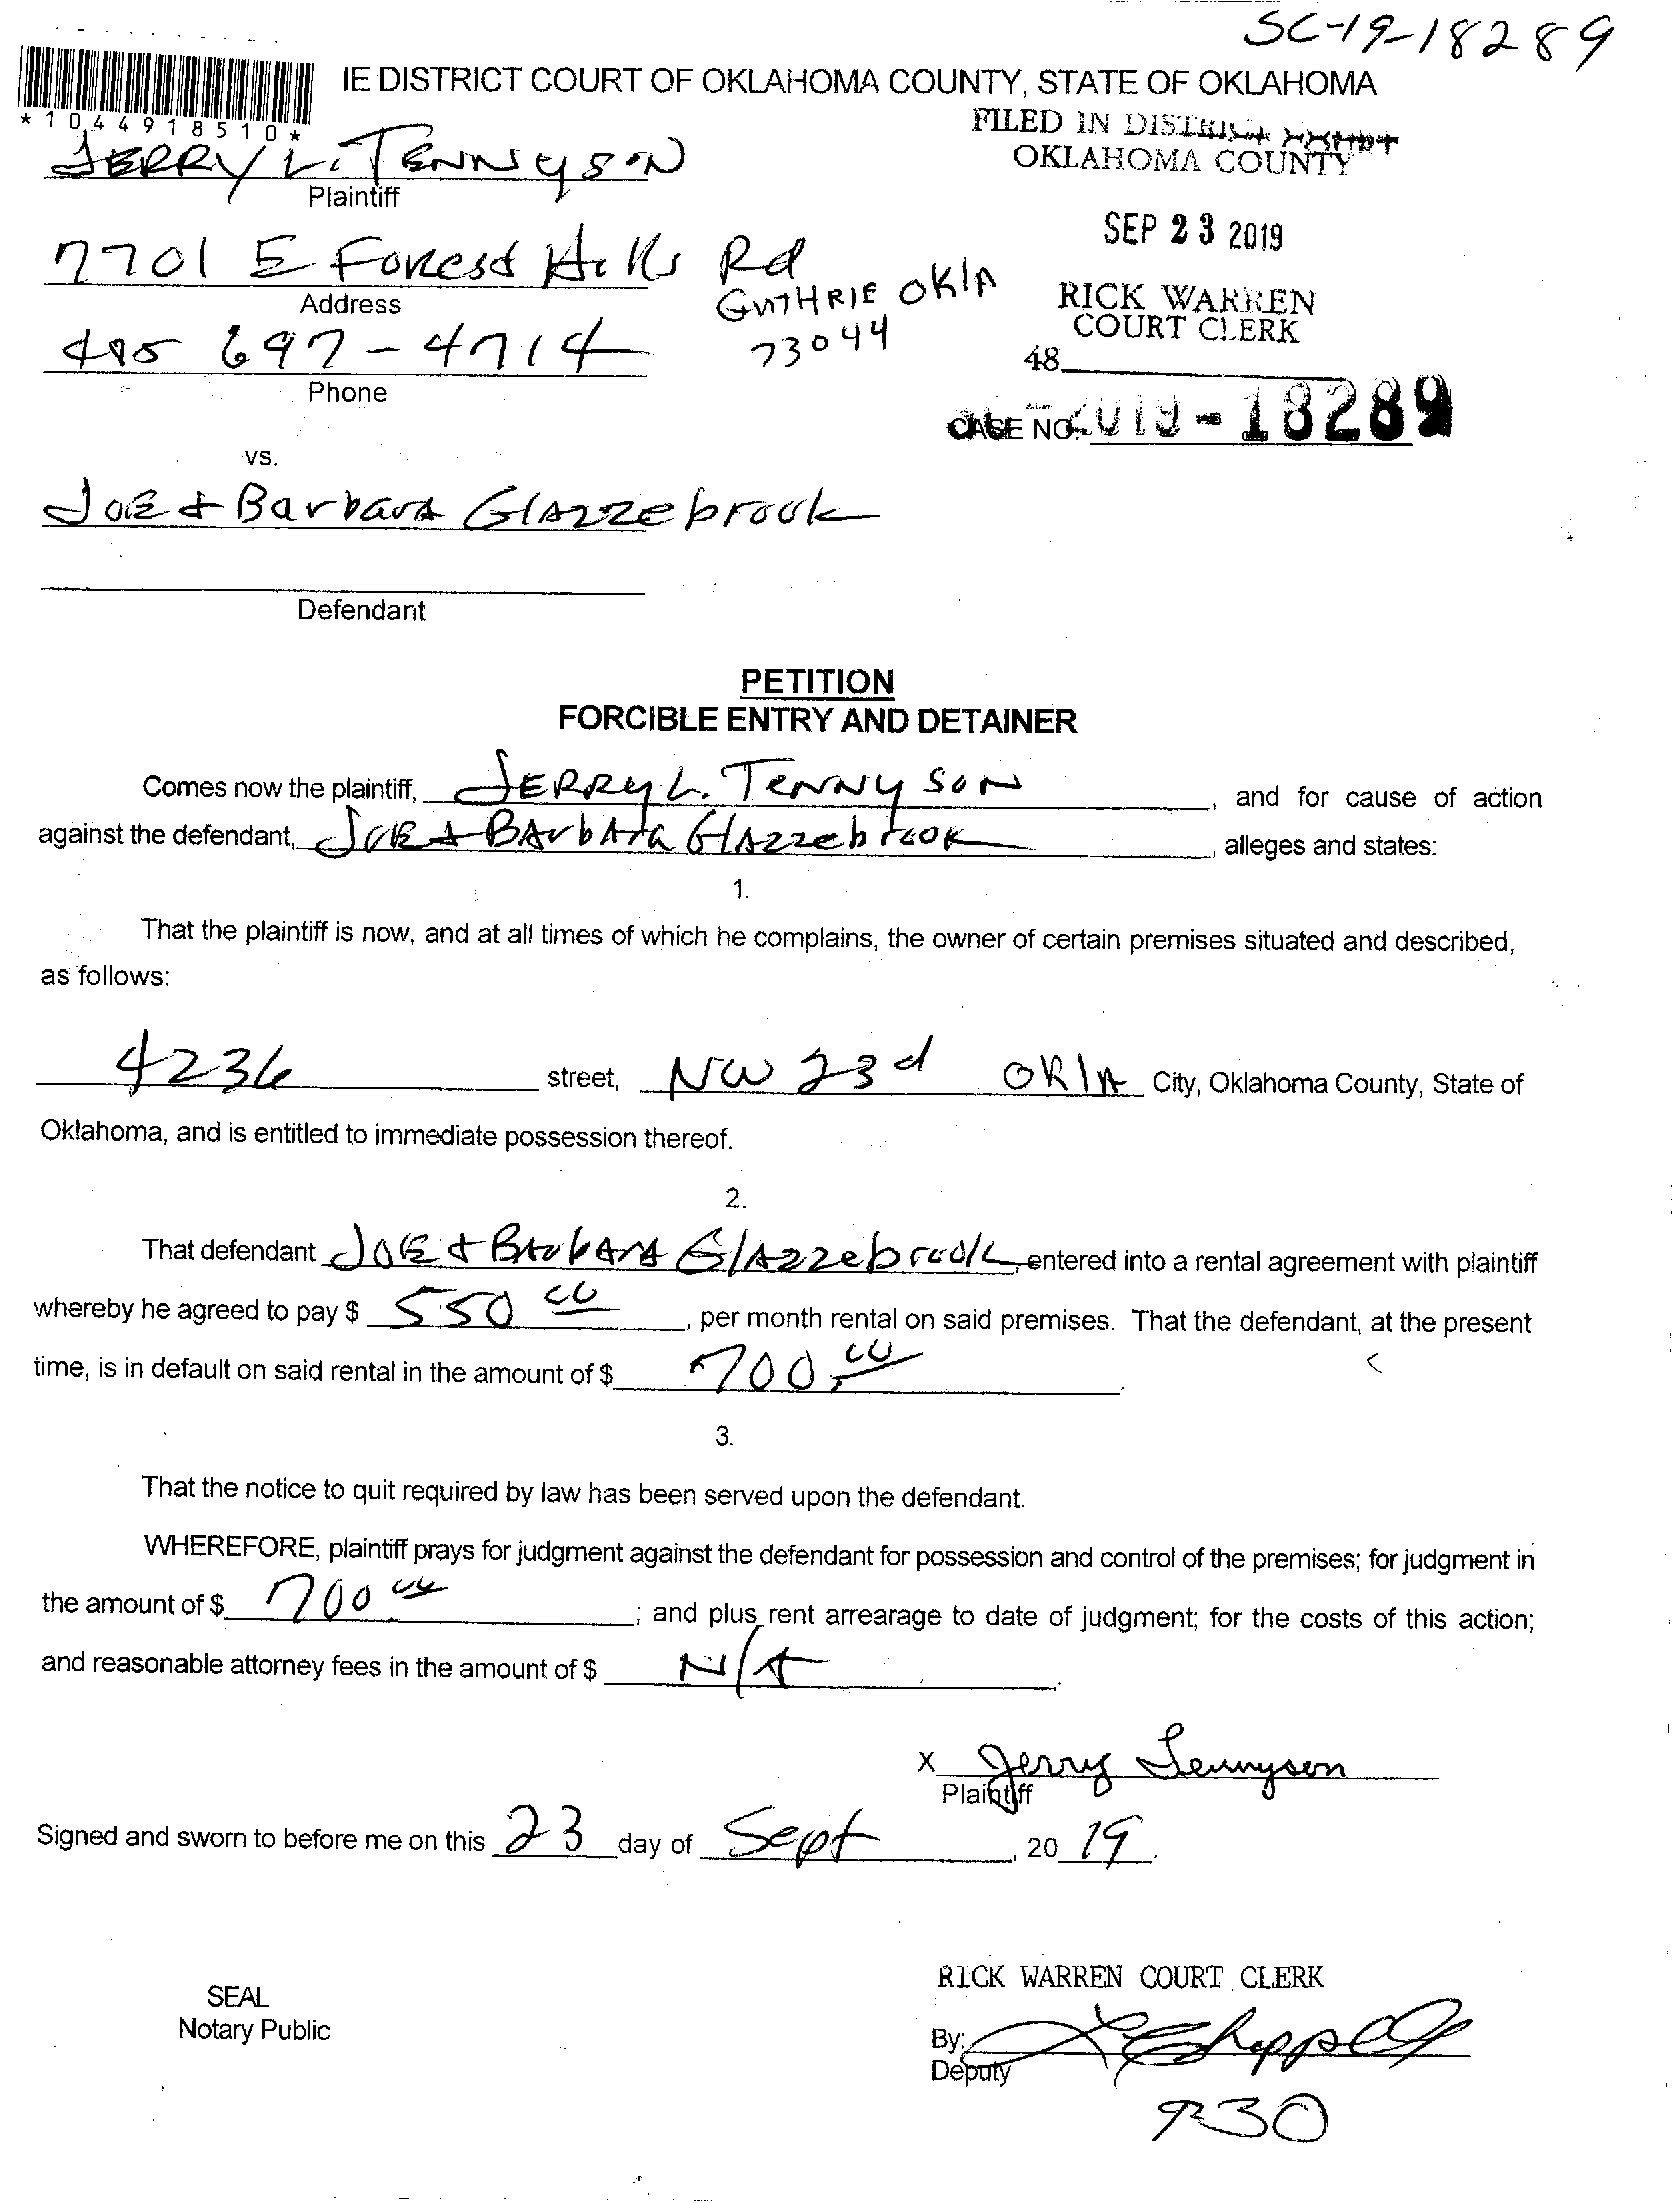 SC-19-18289
IE DISTRICT COURT OF OKLAHOMA COUNTY, STATE OF OKLAHOMA
*1044918510*
FILED IN DISTRICT COURT
OKLAHOMA COUNTY
JERRY L. TENNYSON
Plaintiff
SEP 23 2019
7701 E Forest Hills Rd
Address
GUTHRIE OKLA
73044
RICK WARREN
COURT CLERK
405 697-4714
48
Phone
CASE NO. 2019-18289
vs.
JOE & Barbara Glazzebrook
Defendant
PETITION
FORCIBLE ENTRY AND DETAINER
Comes now the plaintiff, JERRY L. TENNYSON, and for cause of action
against the defendant, JOE & BArbArA GlAzzebrook, alleges and states:
1.
That the plaintiff is now, and at all times of which he complains, the owner of certain premises situated and described,
as follows:
4236 street, NW 23d OKlA City, Oklahoma County, State of
Oklahoma, and is entitled to immediate possession thereof.
2.
That defendant JOE & BArbArA GlAzzebrook, entered into a rental agreement with plaintiff
whereby he agreed to pay $ 550 00, per month rental on said premises. That the defendant, at the present
time, is in default on said rental in the amount of $ 700.00
3.
That the notice to quit required by law has been served upon the defendant.
WHEREFORE, plaintiff prays for judgment against the defendant for possession and control of the premises; for judgment in
the amount of $ 700 00; and plus rent arrearage to date of judgment; for the costs of this action;
and reasonable attorney fees in the amount of $ N/A.
x Jerry Tennyson
Plaintiff
Signed and sworn to before me on this 23 day of Sept, 20 19.
RICK WARREN COURT CLERK
SEAL
Notary Public
By:
Deputy
930